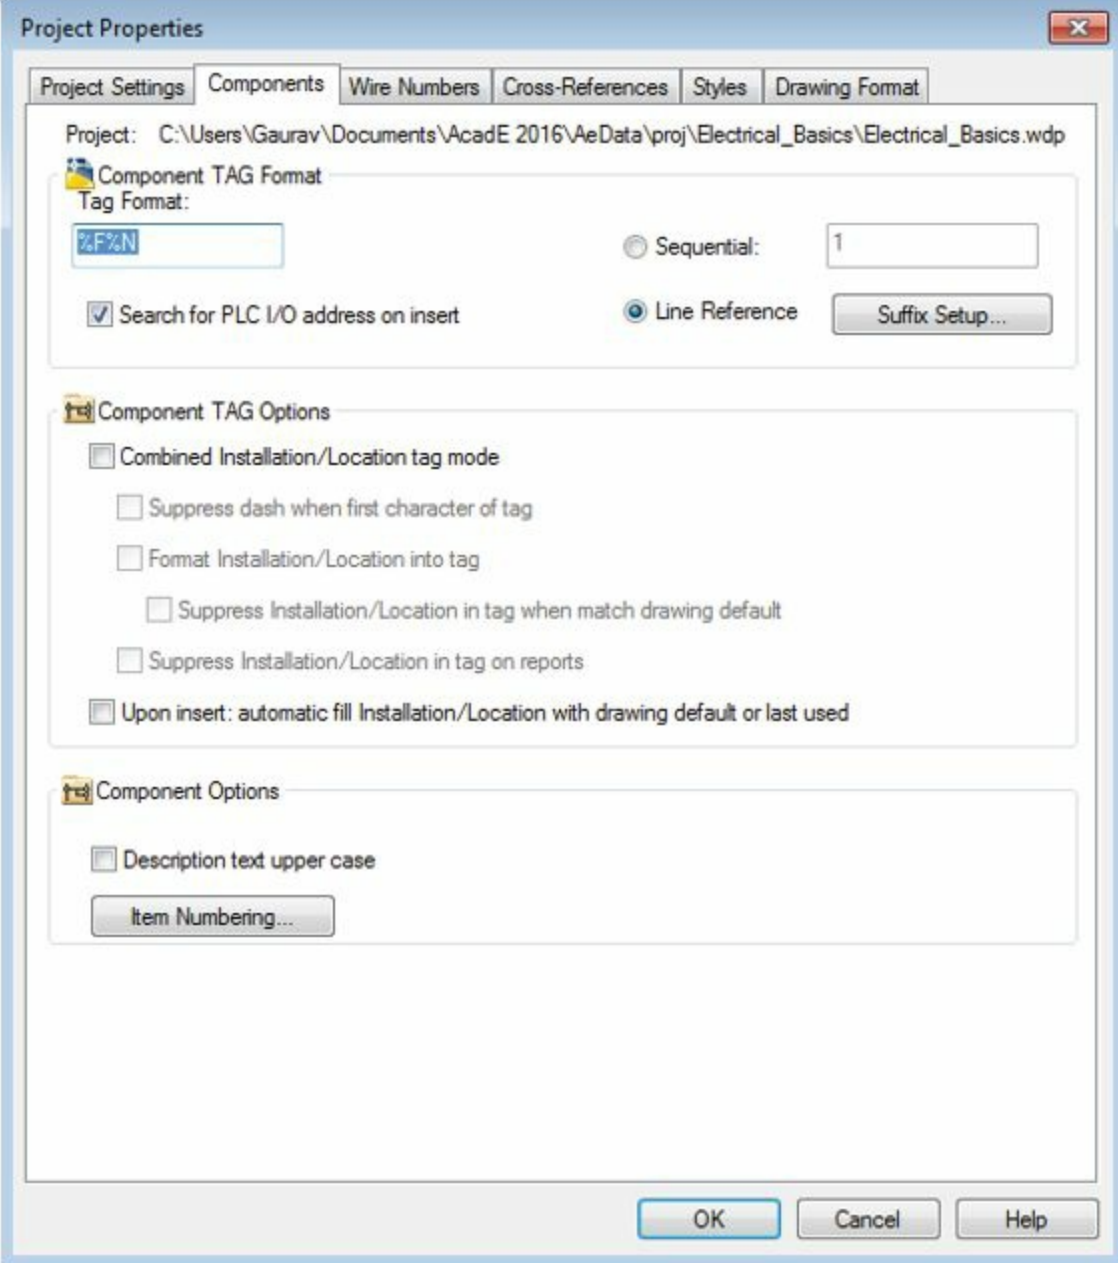 Project Properties
Project Settings Components Wire Numbers Cross-References Styles Drawing Format
Project: C:\Users\Gaurav\Documents\AcadE 2016\AeData\proj\Electrical_Basics\Electrical_Basics.wdp
Component TAG Format
Tag Format:
%F%N
Sequential: 1
Search for PLC I/O address on insert
Line Reference Suffix Setup...
Component TAG Options
Combined Installation/Location tag mode
Suppress dash when first character of tag
Format Installation/Location into tag
Suppress Installation/Location in tag when match drawing default
Suppress Installation/Location in tag on reports
Upon insert: automatic fill Installation/Location with drawing default or last used
Component Options
Description text upper case
Item Numbering...
OK Cancel Help